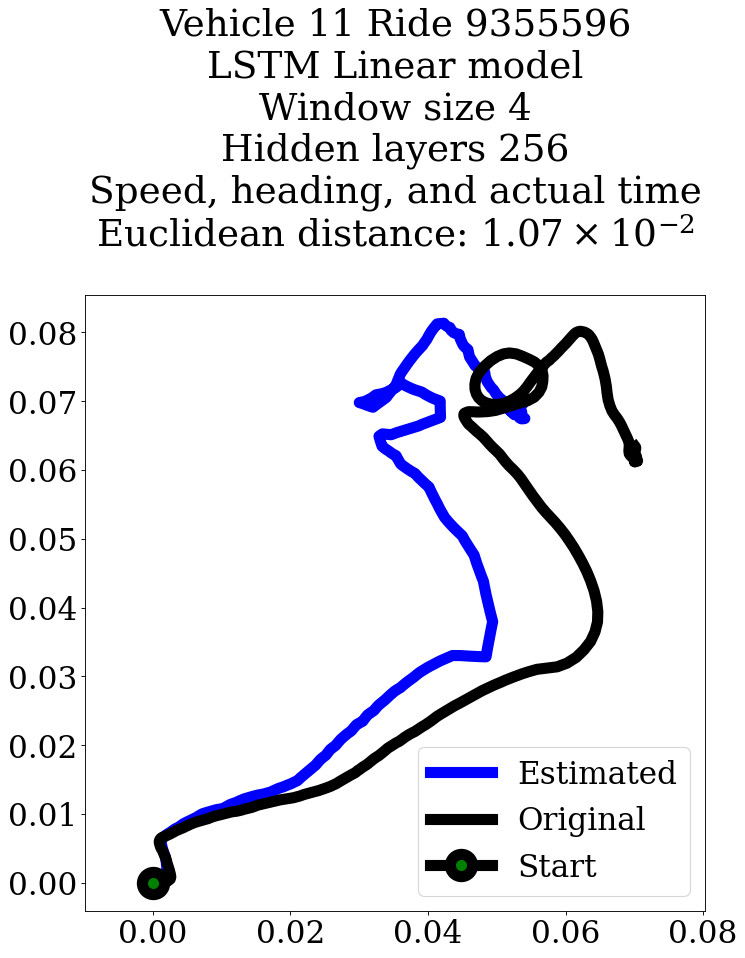 Vehicle 11 Ride 9355596
LSTM Linear model
Window size 4
Hidden layers 256
Speed, heading, and actual time
Euclidean distance: 1.07 × 10⁻²
0.08
0.07
0.06
0.05
0.04
0.03
0.02
0.01
0.00
Estimated
Original
Start
0.00 0.02 0.04 0.06 0.08